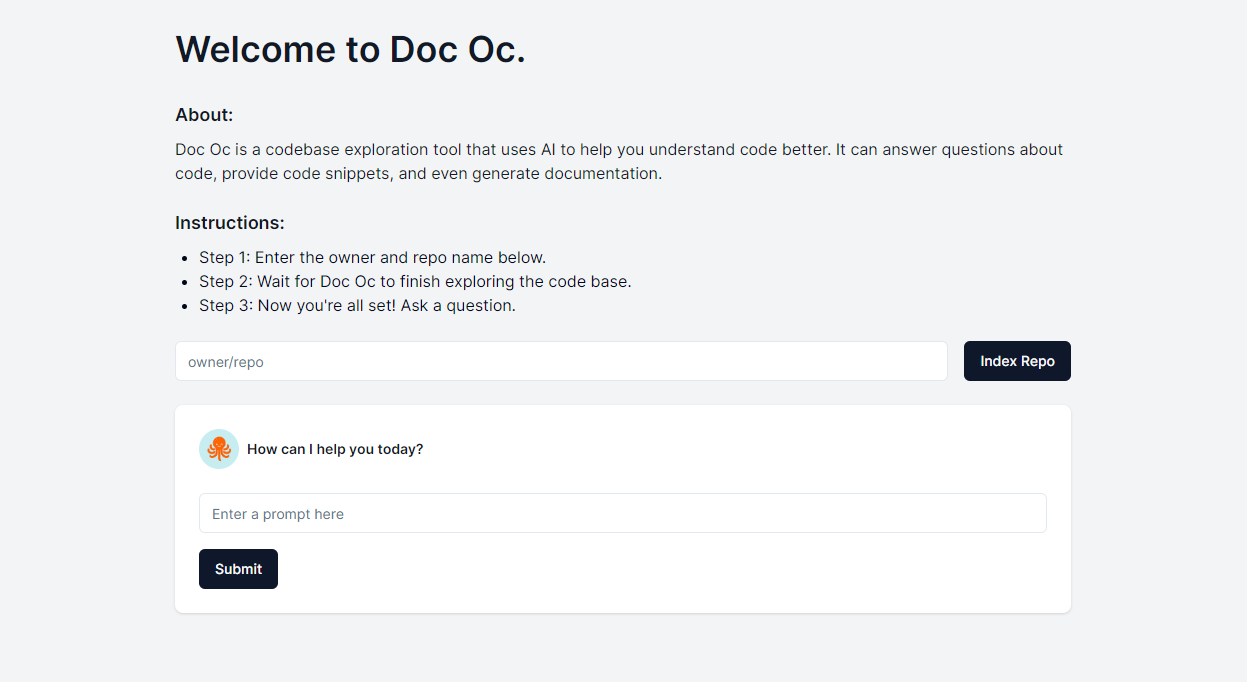 Welcome to Doc Oc.
About:
Doc Oc is a codebase exploration tool that uses AI to help you understand code better. It can answer questions about
code, provide code snippets, and even generate documentation.
Instructions:
Step 1: Enter the owner and repo name below.
Step 2: Wait for Doc Oc to finish exploring the code base.
Step 3: Now you're all set! Ask a question.
owner/repo
Index Repo
How can I help you today?
Enter a prompt here
Submit